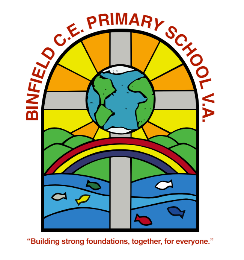 BINFIELD C.E. PRIMARY SCHOOL V.A.
"Building strong foundations, together, for everyone."